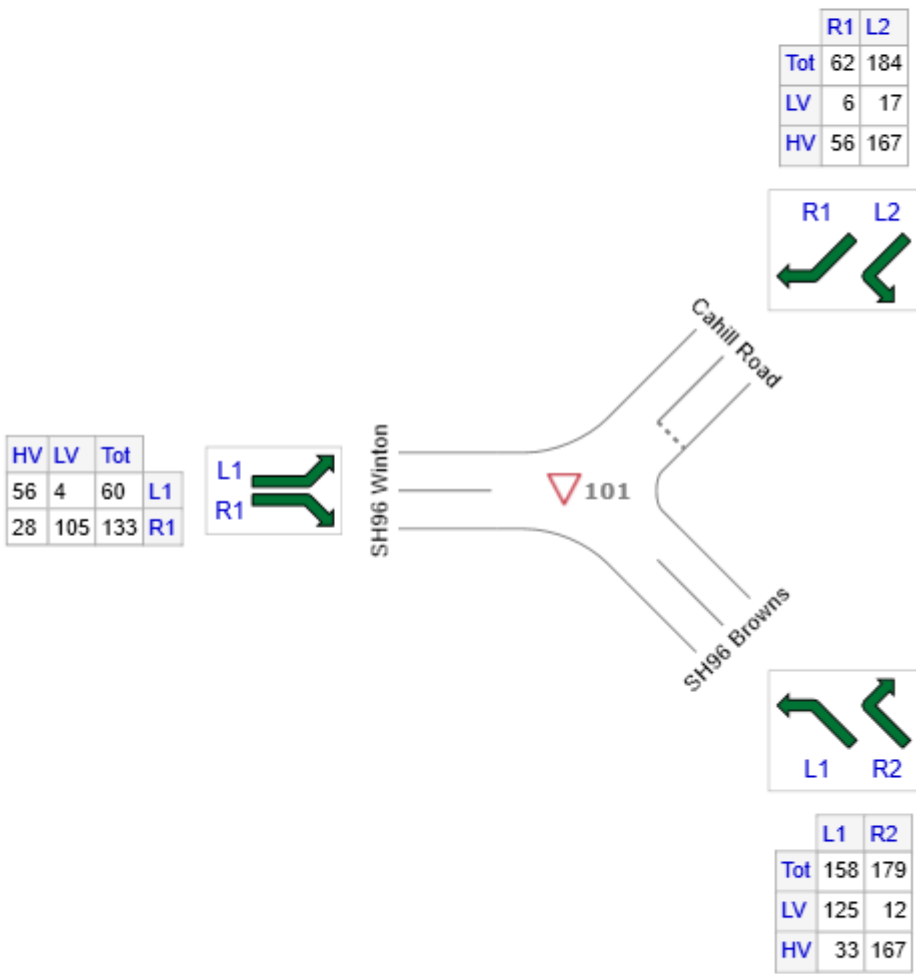 R1 L2
Tot 62 184
LV 6 17
HV 56 167
R1 L2
Cahill Road
HV LV Tot
56 4 60 L1
28 105 133 R1
L1
R1
SH96 Winton
101
SH96 Browns
L1 R2
L1 R2
Tot 158 179
LV 125 12
HV 33 167